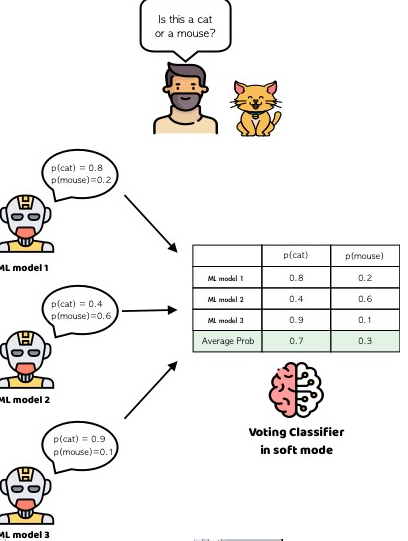 Is this a cat
or a mouse?
p(cat) = 0.8
p(mouse)=0.2
ML model 1
p(cat) = 0.4
p(mouse)=0.6
ML model 2
p(cat) = 0.9
p(mouse)=0.1
ML model 3
p(cat) p(mouse)
ML model 1 0.8 0.2
ML model 2 0.4 0.6
ML model 3 0.9 0.1
Average Prob 0.7 0.3
Voting Classifier
in soft mode